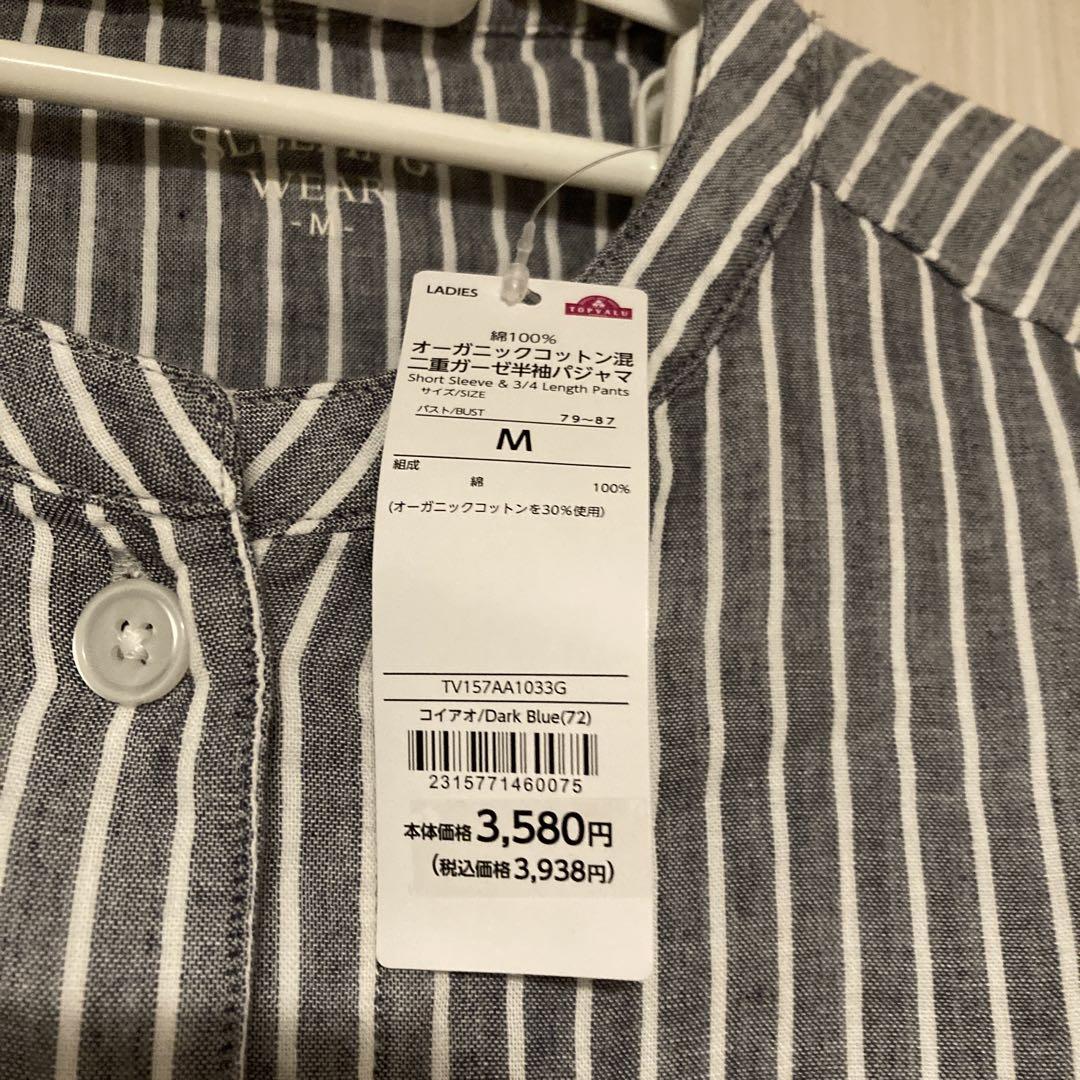 SLEEPING
WEAR
- M -
LADIES
TOPVALU
綿100%
オーガニックコットン混
二重ガーゼ半袖パジャマ
Short Sleeve & 3/4 Length Pants
サイズ/SIZE
バスト/BUST 79~87
M
組成
綿 100%
(オーガニックコットンを30%使用)
TV157AA1033G
コイアオ/Dark Blue(72)
2315771460075
本体価格 3,580円
(税込価格 3,938円)